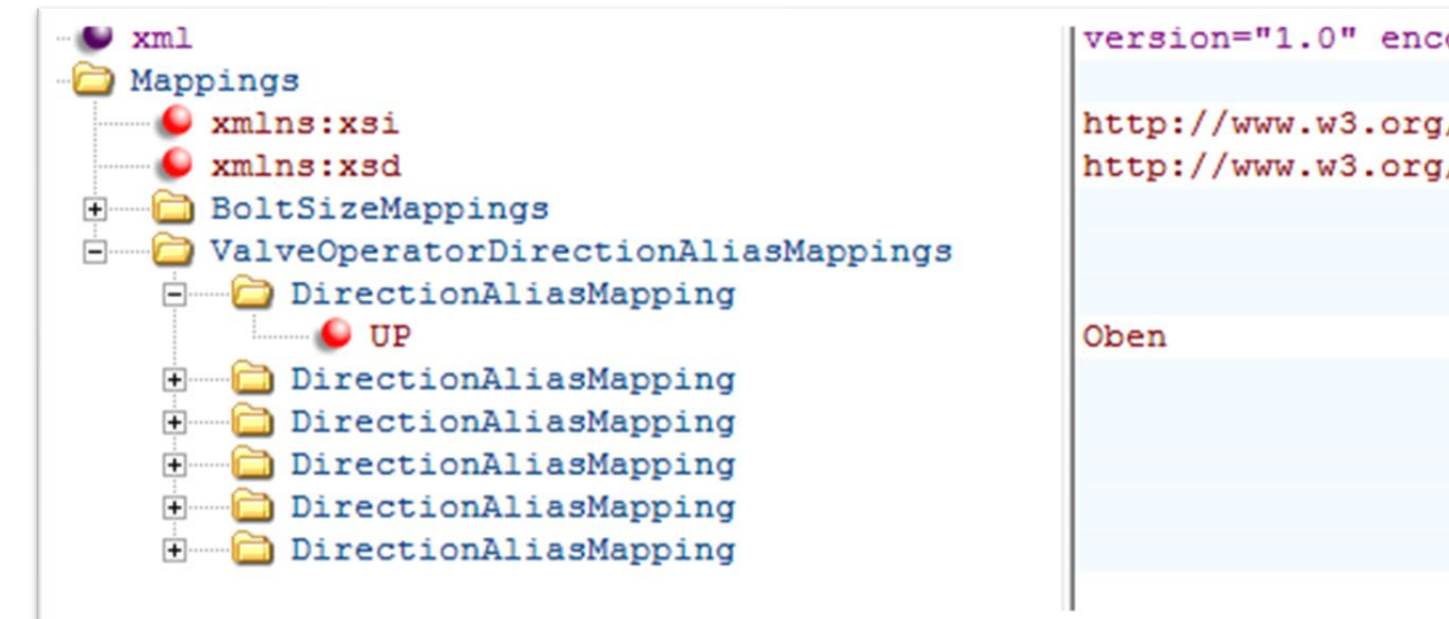 xml version="1.0" enco
Mappings
xmlns:xsi http://www.w3.org/
xmlns:xsd http://www.w3.org/
BoltSizeMappings
ValveOperatorDirectionAliasMappings
DirectionAliasMapping
UP Oben
DirectionAliasMapping
DirectionAliasMapping
DirectionAliasMapping
DirectionAliasMapping
DirectionAliasMapping